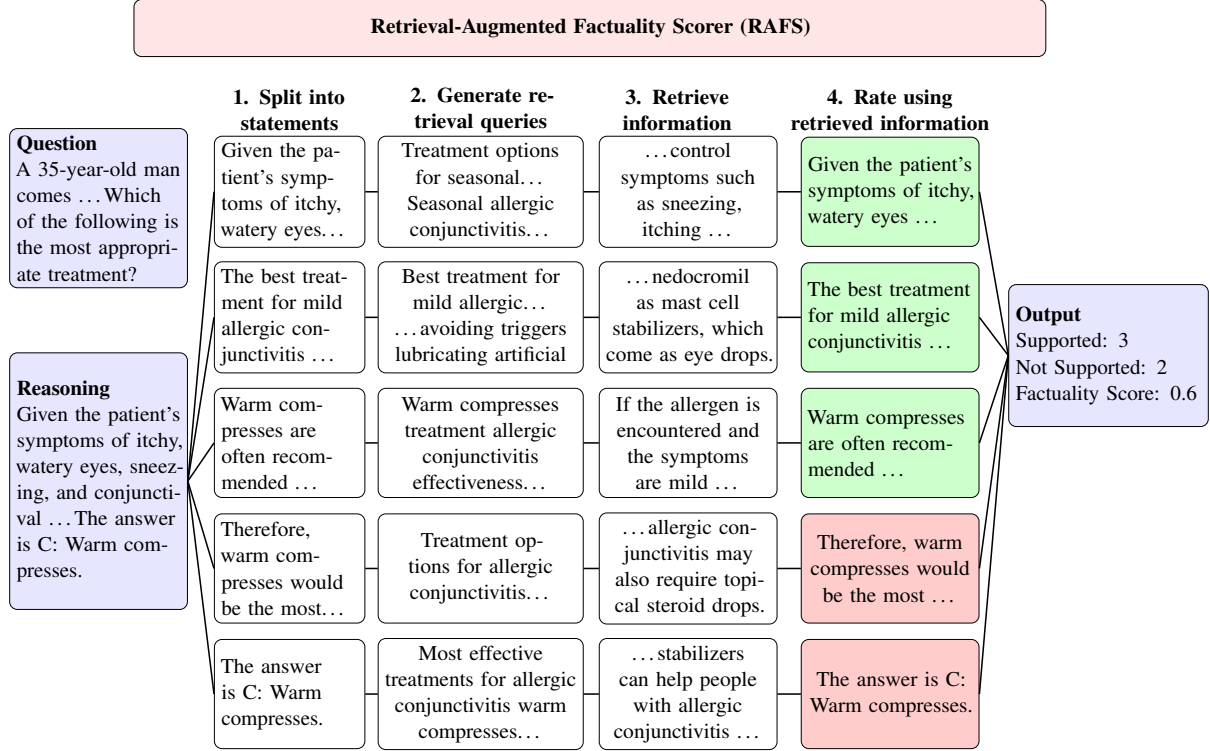 Retrieval-Augmented Factuality Scorer (RAFS)
Question
A 35-year-old man
comes …Which
of the following is
the most appropri-
ate treatment?
Reasoning
Given the patient's
symptoms of itchy,
watery eyes, sneez-
ing, and conjuncti-
val …The answer
is C: Warm com-
presses.
1. Split into
statements
Given the pa-
tient's symp-
toms of itchy,
watery eyes…
The best treat-
ment for mild
allergic con-
junctivitis …
Warm com-
presses are
often recom-
mended …
Therefore,
warm com-
presses would
be the most…
The answer
is C: Warm
compresses.
2. Generate re-
trieval queries
Treatment options
for seasonal…
Seasonal allergic
conjunctivitis…
Best treatment for
mild allergic…
…avoiding triggers
lubricating artificial
Warm compresses
treatment allergic
conjunctivitis
effectiveness…
Treatment op-
tions for allergic
conjunctivitis…
Most effective
treatments for allergic
conjunctivitis warm
compresses…
3. Retrieve
information
…control
symptoms such
as sneezing,
itching …
…nedocromil
as mast cell
stabilizers, which
come as eye drops.
If the allergen is
encountered and
the symptoms
are mild …
…allergic con-
junctivitis may
also require topi-
cal steroid drops.
…stabilizers
can help people
with allergic
conjunctivitis …
4. Rate using
retrieved information
Given the patient's
symptoms of itchy,
watery eyes …
The best treatment
for mild allergic
conjunctivitis …
Warm compresses
are often recom-
mended …
Therefore, warm
compresses would
be the most …
The answer is C:
Warm compresses.
Output
Supported: 3
Not Supported: 2
Factuality Score: 0.6